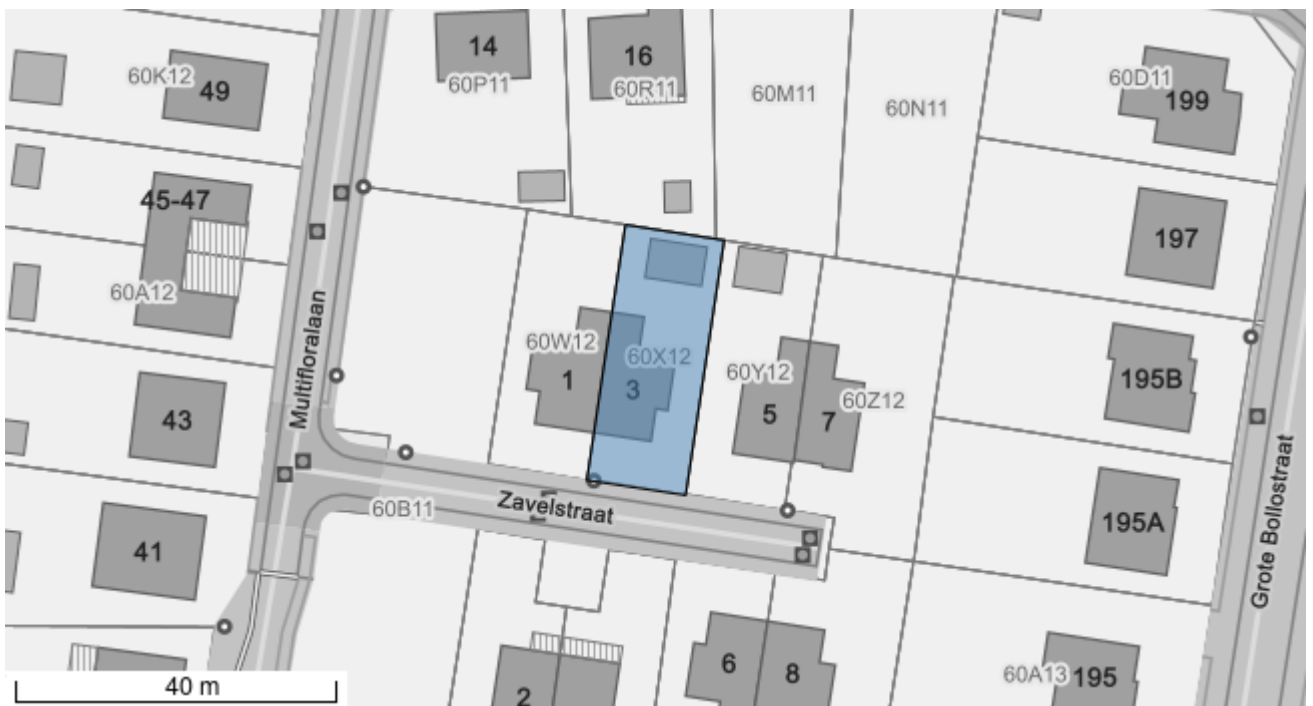 14
16
60K12
49
60P11
60R11
60M11
60N11
60D11
199
45-47
197
60A12
Multifloralaan
60W12
1
60X12
3
60Y12
5
7
60Z12
195B
43
Zavelstraat
60B11
195A
41
Grote Bollostraat
6
8
2
60A13
195
40 m